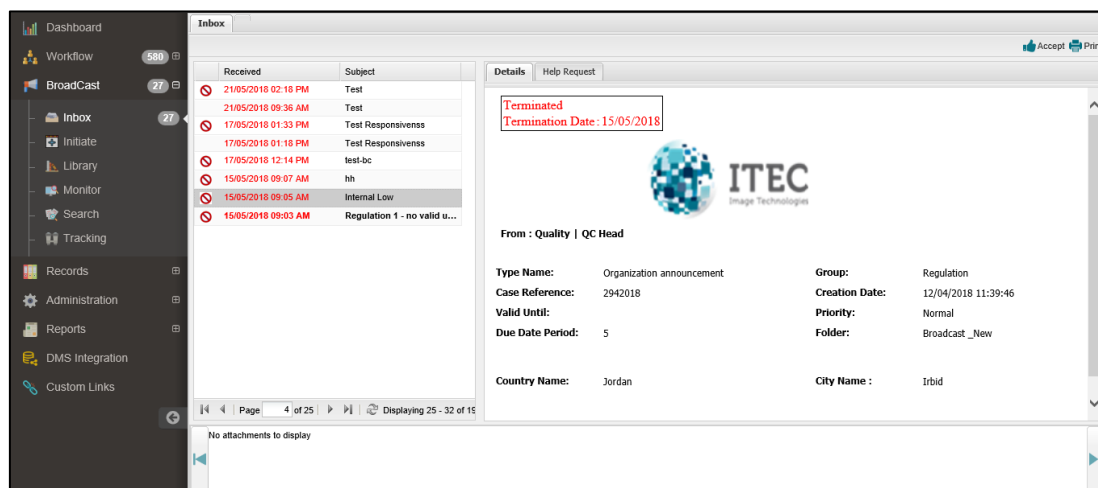 Dashboard
Workflow 580
BroadCast 27
Inbox 27
Initiate
Library
Monitor
Search
Tracking
Records
Administration
Reports
DMS Integration
Custom Links
Inbox
Accept Prin
Received Subject
21/05/2018 02:18 PM Test
21/05/2018 09:36 AM Test
17/05/2018 01:33 PM Test Responsivenss
17/05/2018 01:18 PM Test Responsivenss
17/05/2018 12:14 PM test-bc
15/05/2018 09:07 AM hh
15/05/2018 09:05 AM Internal Low
15/05/2018 09:03 AM Regulation 1 - no valid u...
Page 4 of 25 Displaying 25 - 32 of 19
Details Help Request
Terminated
Termination Date : 15/05/2018
ITEC
Image Technologies
From : Quality | QC Head
Type Name: Organization announcement Group: Regulation
Case Reference: 2942018 Creation Date: 12/04/2018 11:39:46
Valid Until: Priority: Normal
Due Date Period: 5 Folder: Broadcast _New
Country Name: Jordan City Name : Irbid
No attachments to display